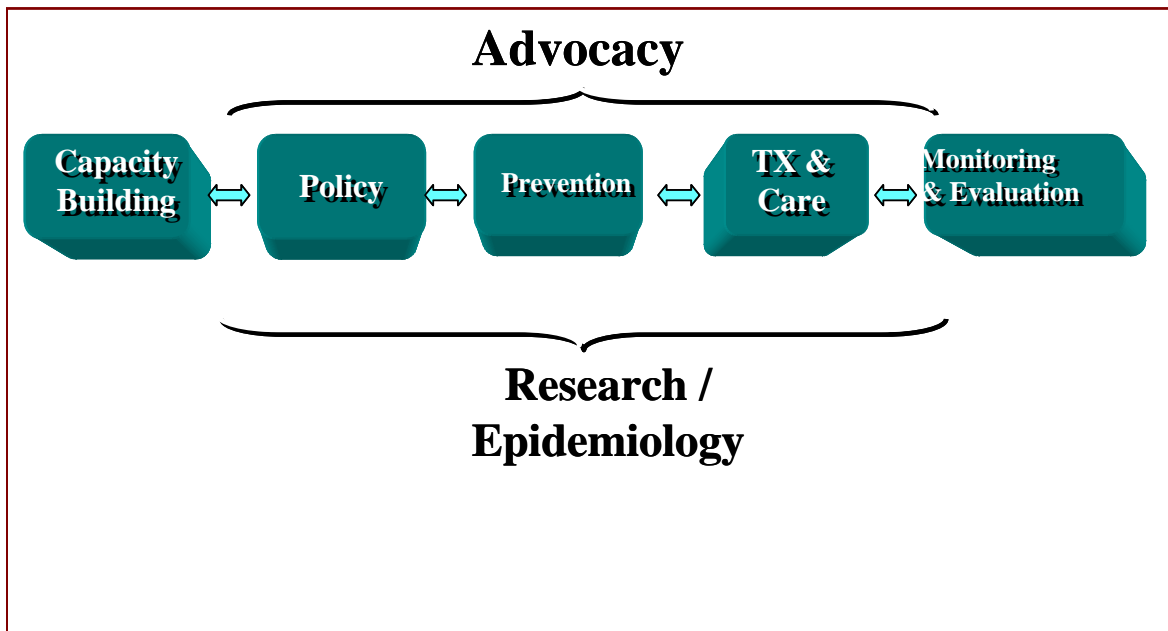 Advocacy
Capacity
Building
Policy
Prevention
TX &
Care
Monitoring
& Evaluation
Research /
Epidemiology